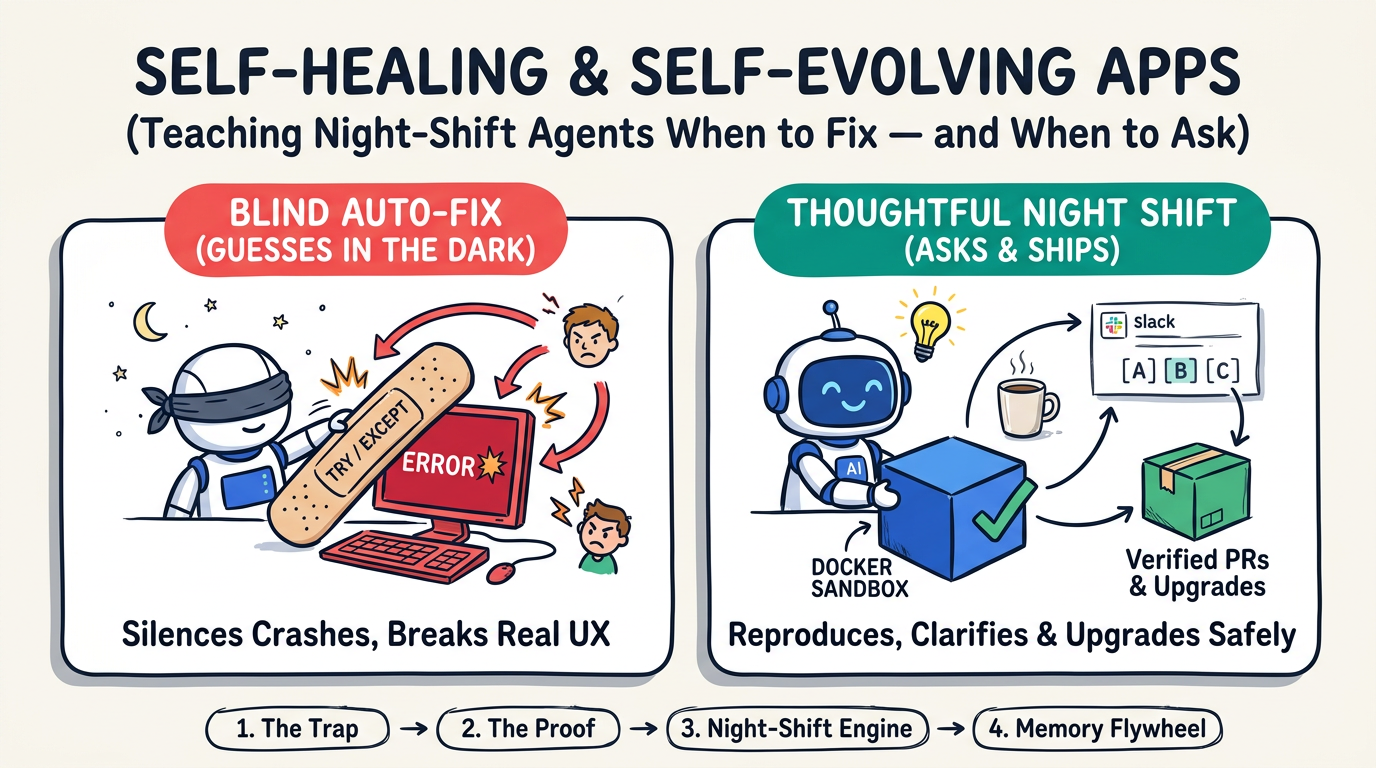 SELF-HEALING & SELF-EVOLVING APPS
(Teaching Night-Shift Agents When to Fix — and When to Ask)
BLIND AUTO-FIX
(GUESSES IN THE DARK)
TRY / EXCEPT
ERROR
Silences Crashes, Breaks Real UX
THOUGHTFUL NIGHT SHIFT
(ASKS & SHIPS)
Slack
[A] [B] [C]
AI
DOCKER
SANDBOX
Verified PRs
& Upgrades
Reproduces, Clarifies & Upgrades Safely
1. The Trap → 2. The Proof → 3. Night-Shift Engine → 4. Memory Flywheel